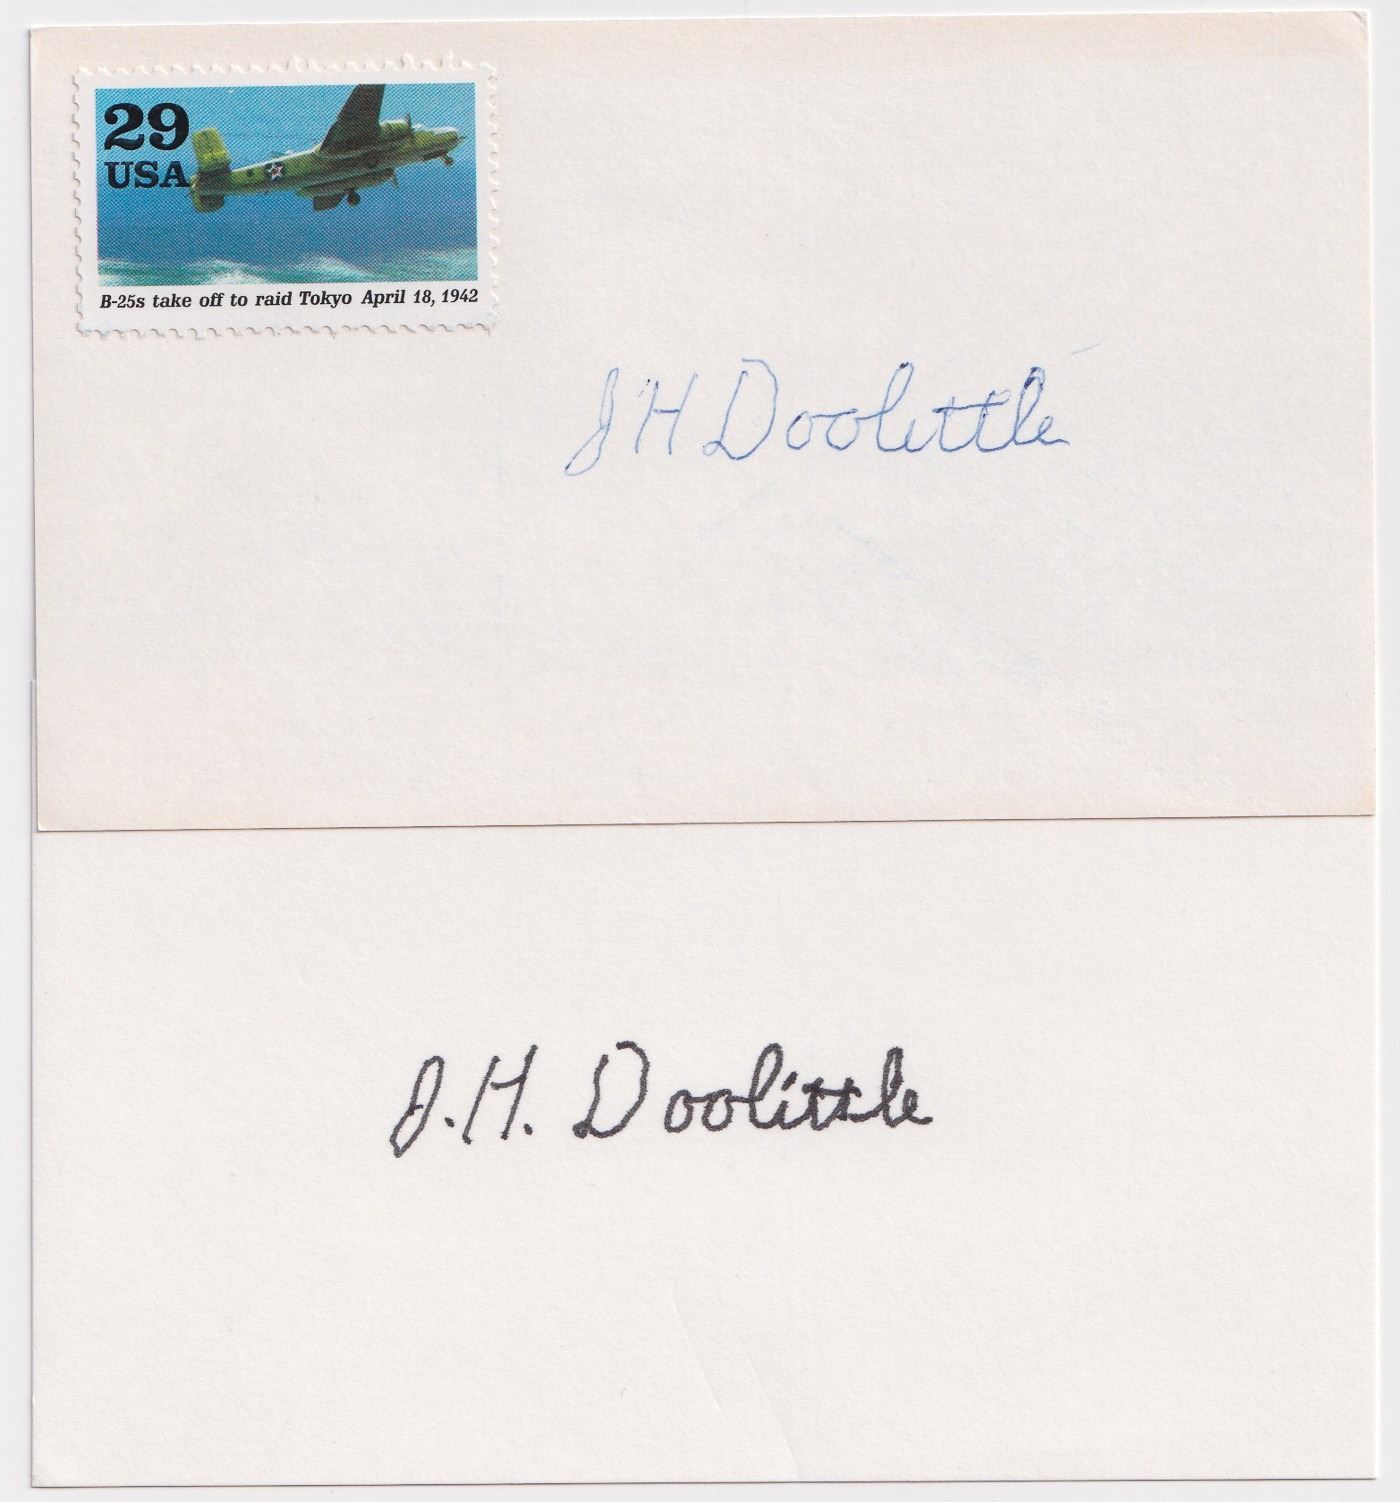 29
USA
B-25s take off to raid Tokyo April 18, 1942
J H Doolittle
J. H. Doolittle